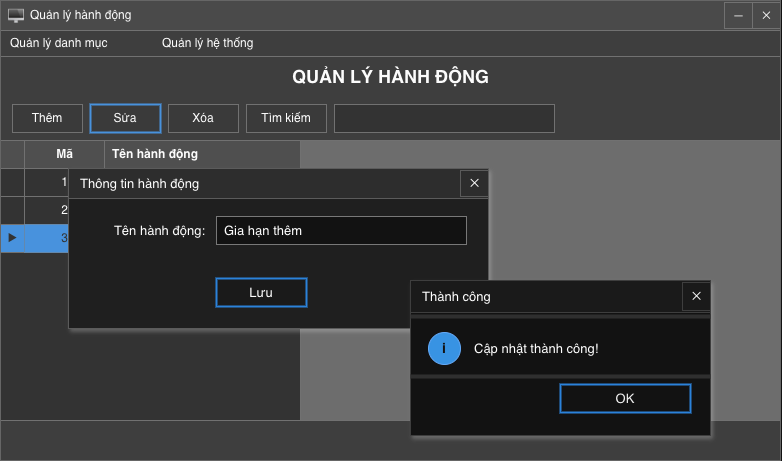 Quản lý hành động
Quản lý danh mục Quản lý hệ thống
QUẢN LÝ HÀNH ĐỘNG
Thêm Sửa Xóa Tìm kiếm
Mã Tên hành động
1
2
3
Thông tin hành động
Tên hành động: Gia hạn thêm
Lưu
Thành công
i Cập nhật thành công!
OK